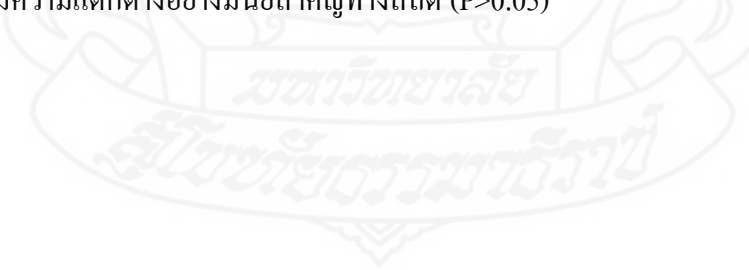 ความแตกต่างอย่างมีนัยสำคัญทางสถิติ (P>0.05)
มหาวิทยาลัย
สุโขทัยธรรมาธิราช